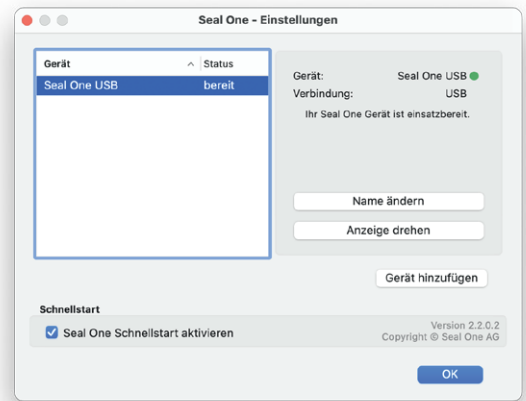 Seal One - Einstellungen
Gerät Status
Seal One USB bereit
Gerät: Seal One USB
Verbindung: USB
Ihr Seal One Gerät ist einsatzbereit.
Name ändern
Anzeige drehen
Gerät hinzufügen
Schnellstart
Seal One Schnellstart aktivieren
Version 2.2.0.2
Copyright © Seal One AG
OK